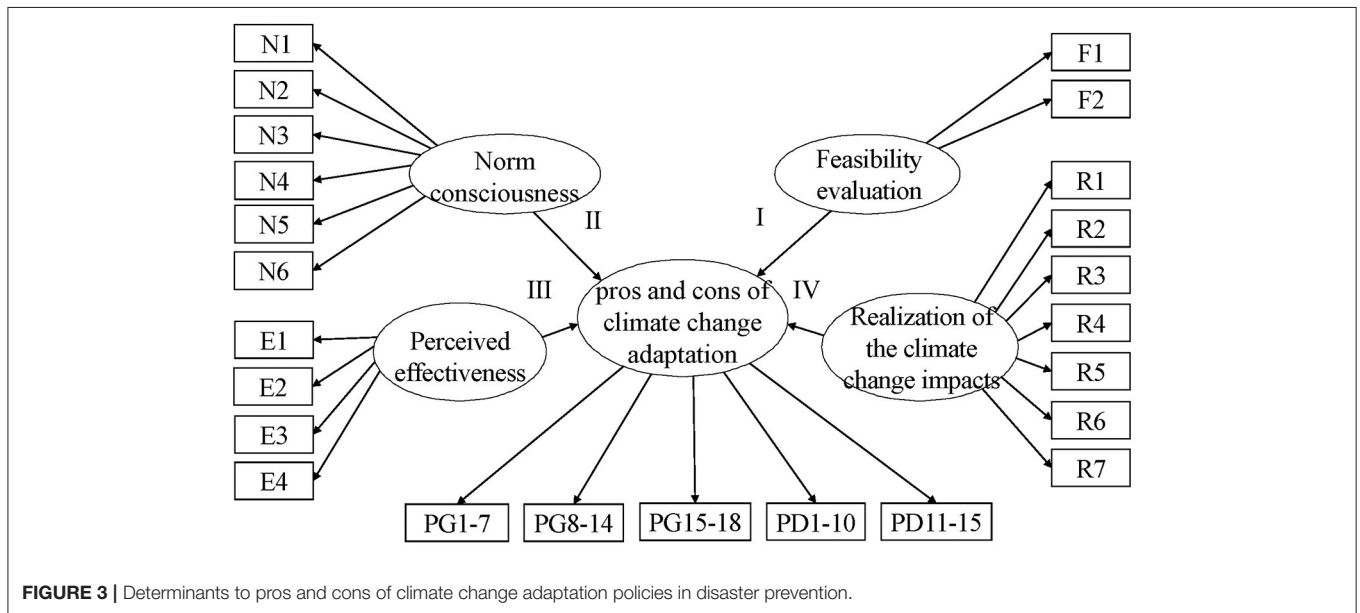 N1
N2
N3
N4
N5
N6
Norm
consciousness
II
Feasibility
evaluation
I
F1
F2
R1
R2
R3
R4
R5
R6
R7
III
pros and cons of
climate change
adaptation
IV
Realization of
the climate
change impacts
E1
E2
E3
E4
Perceived
effectiveness
PG1-7
PG8-14
PG15-18
PD1-10
PD11-15
FIGURE 3 | Determinants to pros and cons of climate change adaptation policies in disaster prevention.